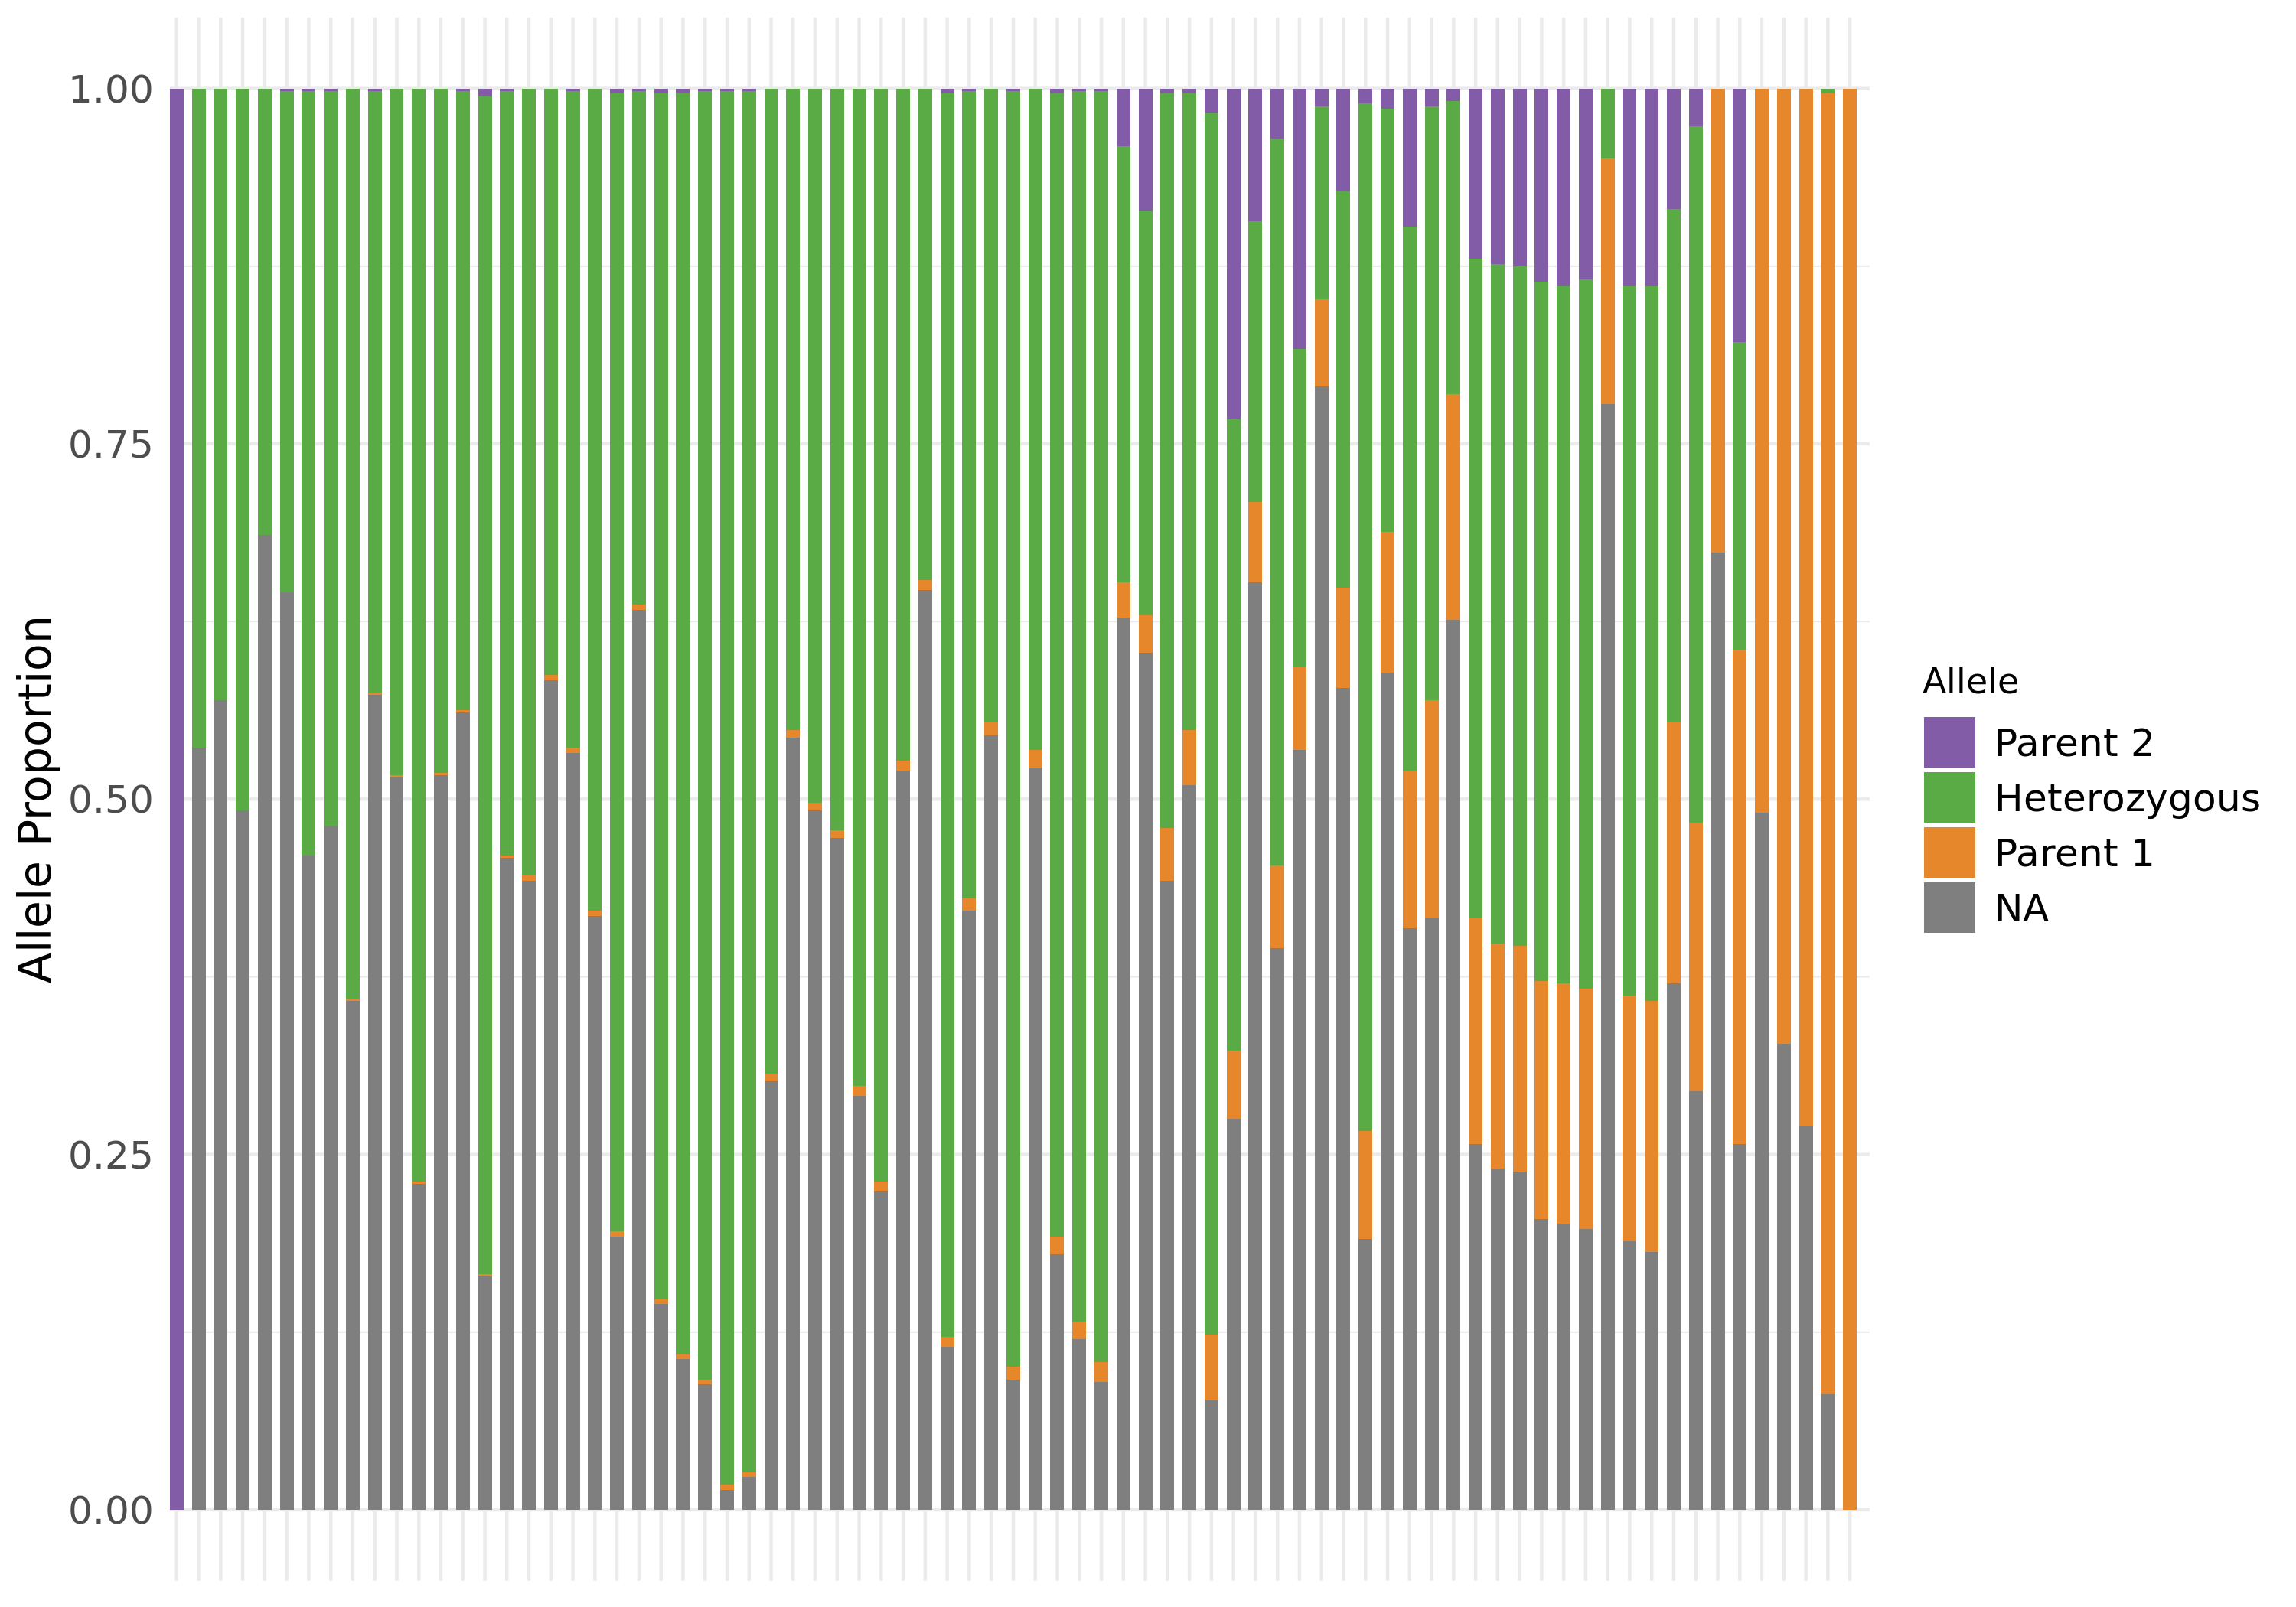 Allele Proportion
1.00
0.75
0.50
0.25
0.00
Allele
Parent 2
Heterozygous
Parent 1
NA